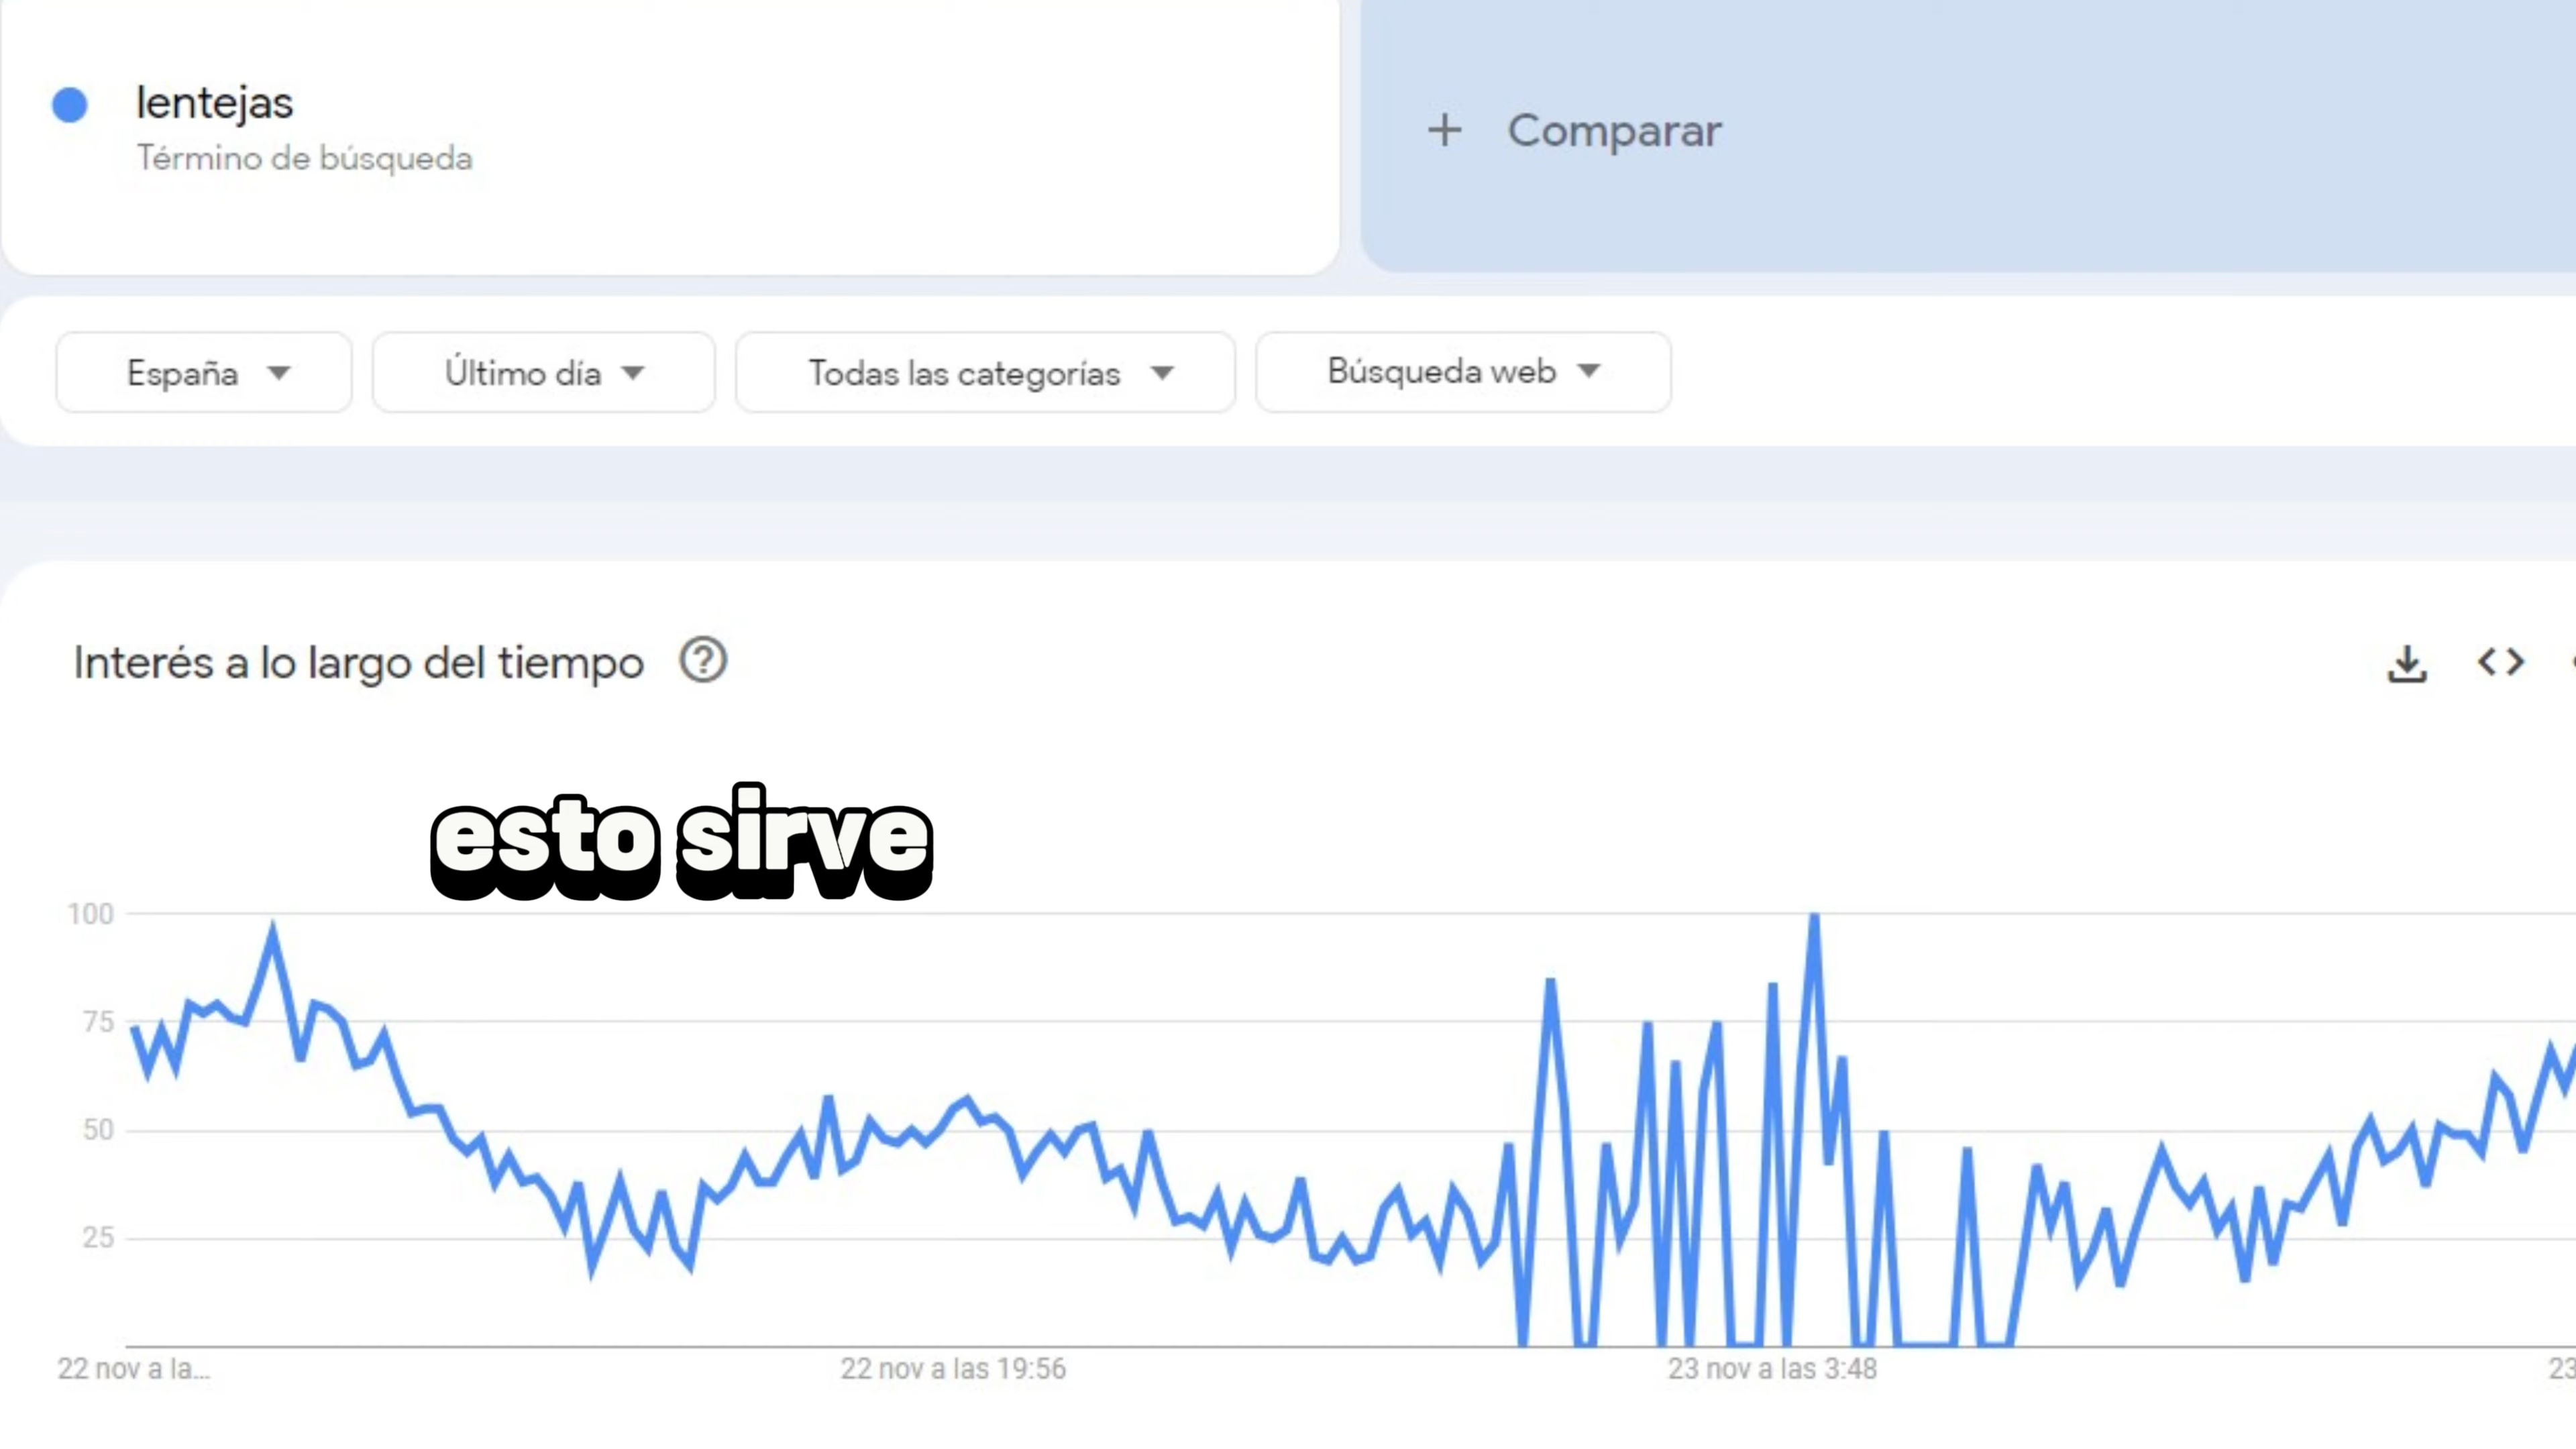 lentejas
Término de búsqueda
+ Comparar
España
Último día
Todas las categorías
Búsqueda web
Interés a lo largo del tiempo
esto sirve
100
75
50
25
22 nov a la...
22 nov a las 19:56
23 nov a las 3:48
23